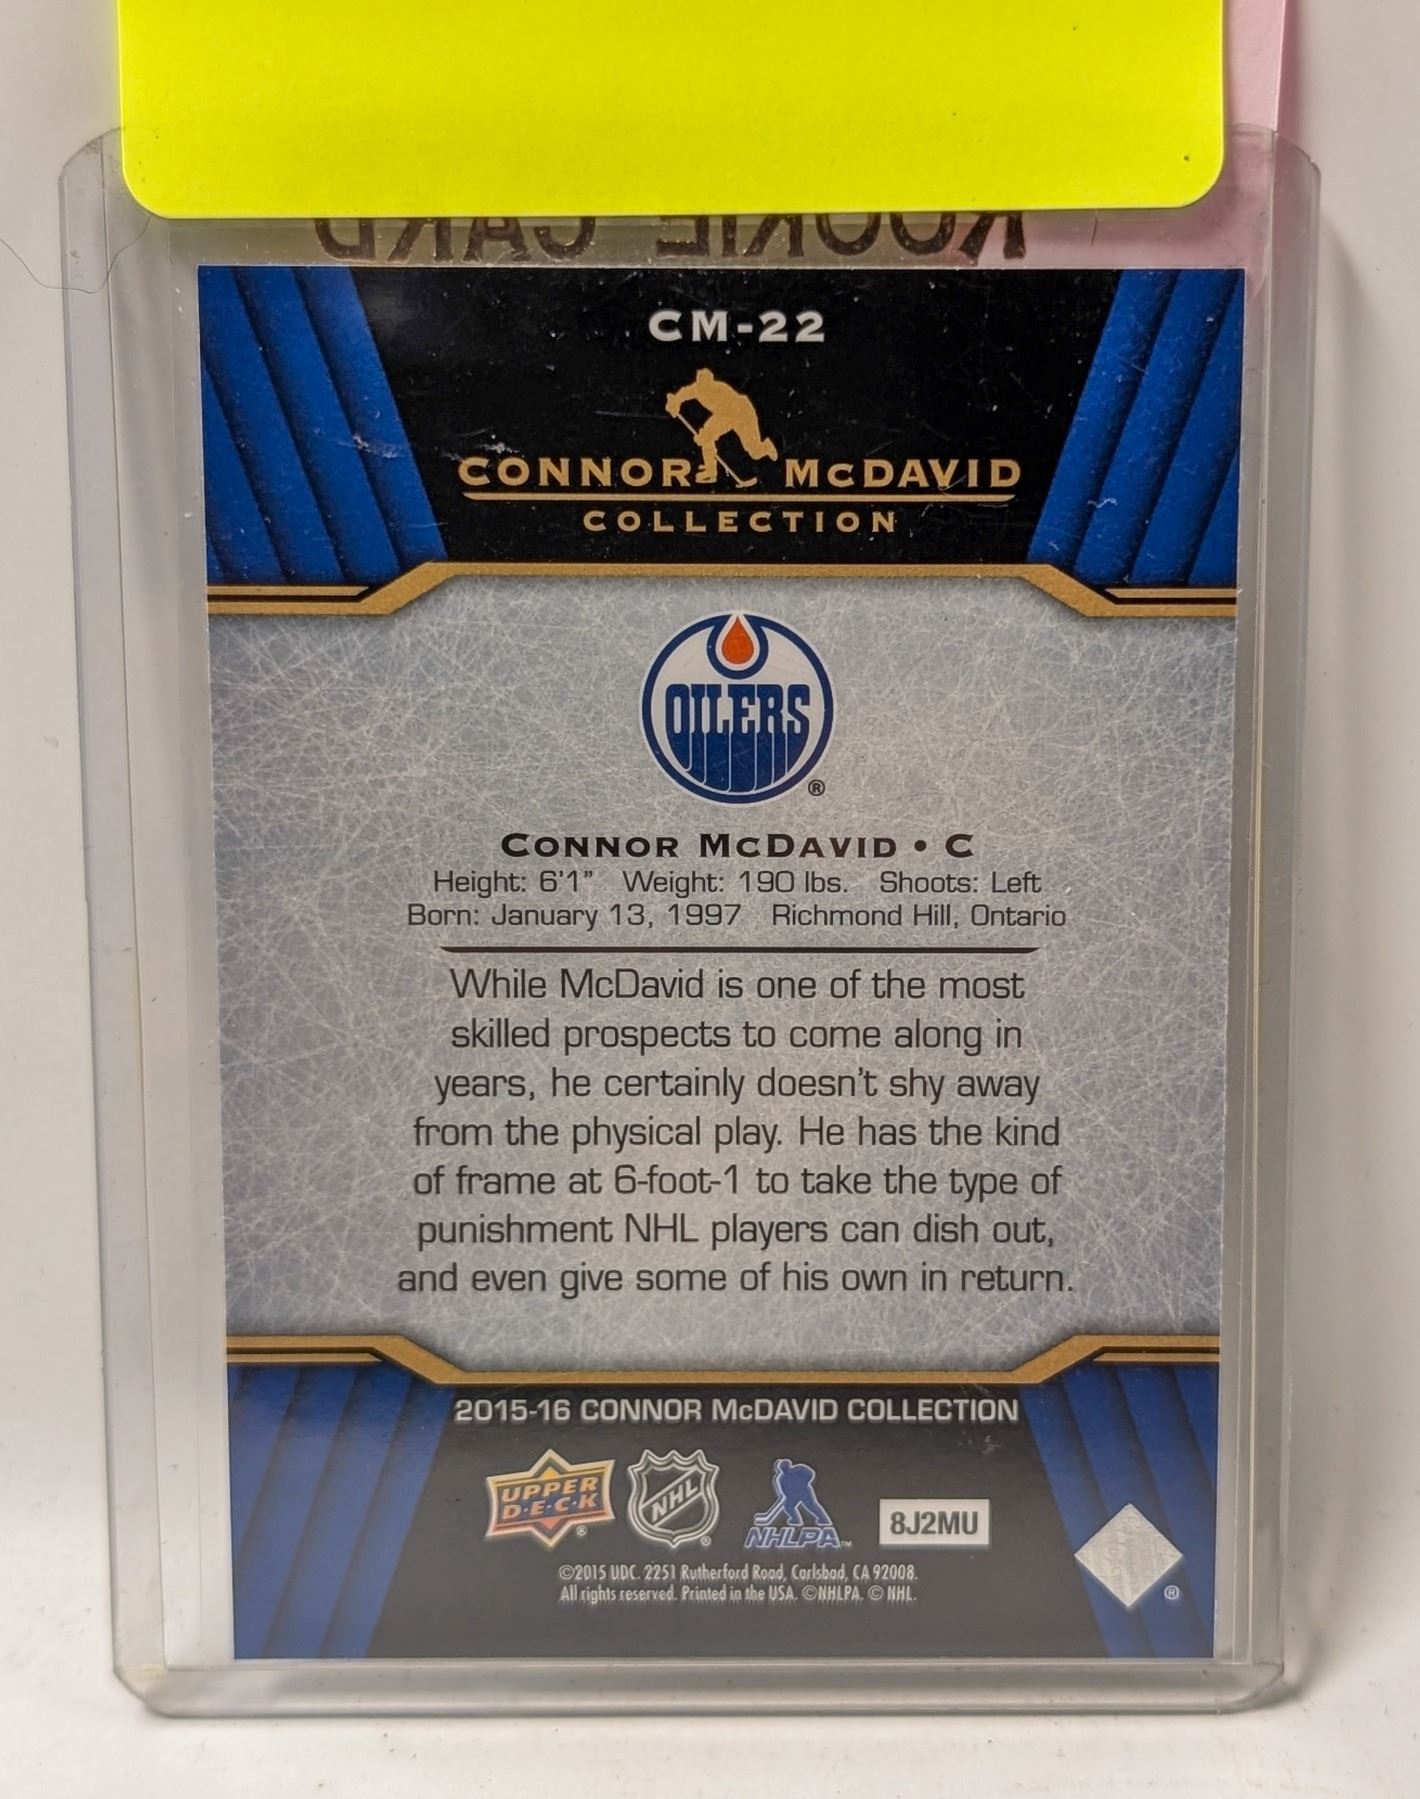 ROOKIE CARD
CM-22
CONNOR McDAVID
COLLECTION
OILERS
®
CONNOR McDAVID • C
Height: 6'1” Weight: 190 lbs. Shoots: Left
Born: January 13, 1997 Richmond Hill, Ontario
While McDavid is one of the most
skilled prospects to come along in
years, he certainly doesn't shy away
from the physical play. He has the kind
of frame at 6-foot-1 to take the type of
punishment NHL players can dish out,
and even give some of his own in return.
2015-16 CONNOR McDAVID COLLECTION
UPPER
D·E·C·K
®
NHL
®
NHLPA™
8J2MU
®
©2015 UDC. 2251 Rutherford Road, Carlsbad, CA 92008.
All rights reserved. Printed in the USA. ©NHLPA. © NHL.